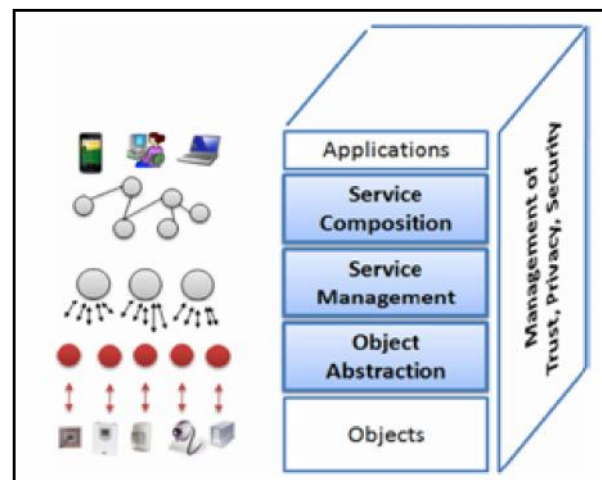 Applications
Service
Composition
Service
Management
Object
Abstraction
Objects
Management of
Trust, Privacy, Security